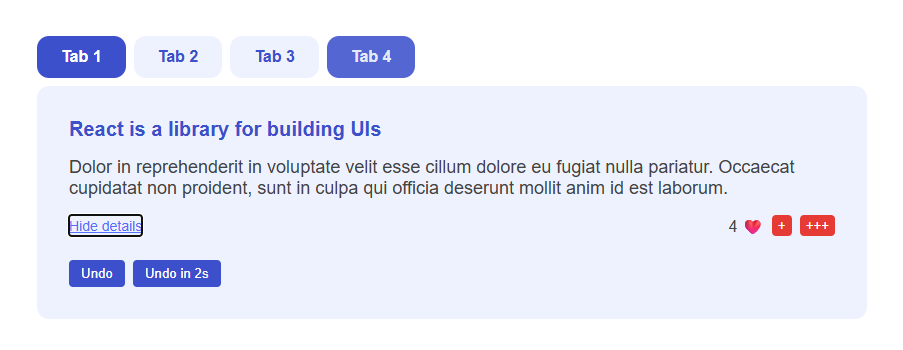 Tab 1 Tab 2 Tab 3 Tab 4
React is a library for building UIs
Dolor in reprehenderit in voluptate velit esse cillum dolore eu fugiat nulla pariatur. Occaecat
cupidatat non proident, sunt in culpa qui officia deserunt mollit anim id est laborum.
Hide details 4 ❤️ + +++
Undo Undo in 2s